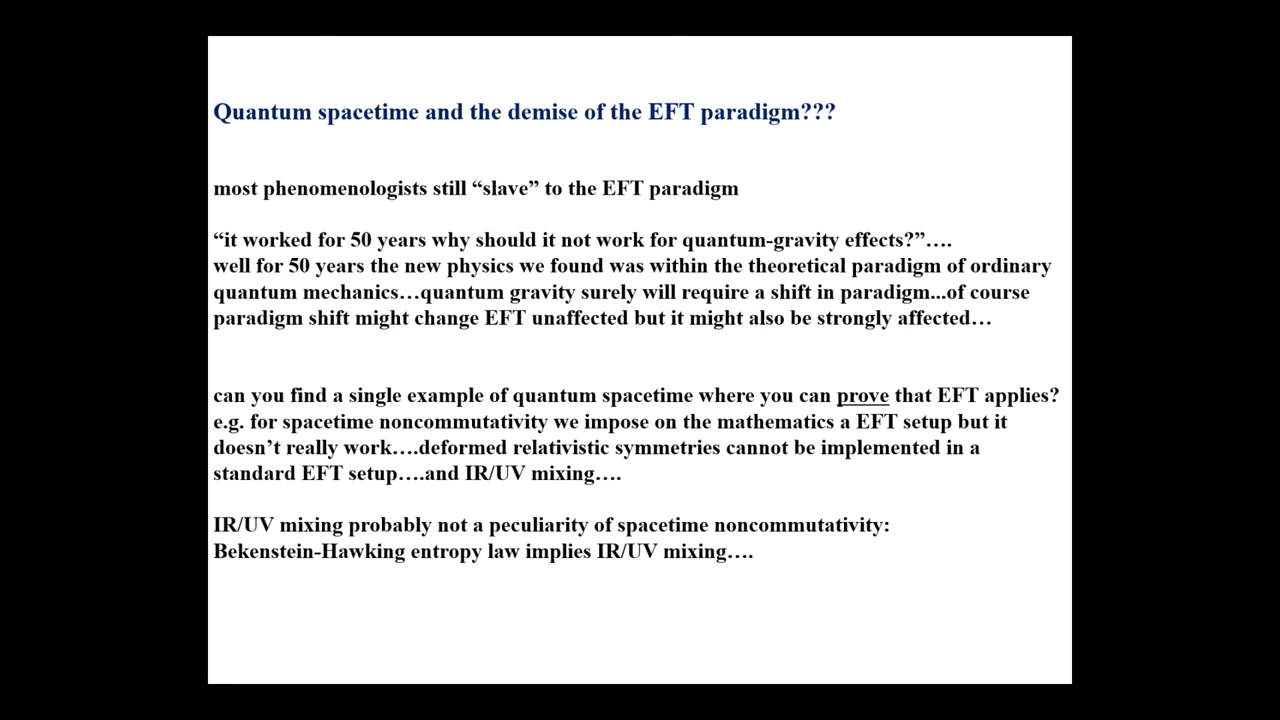 Quantum spacetime and the demise of the EFT paradigm???
most phenomenologists still “slave” to the EFT paradigm
“it worked for 50 years why should it not work for quantum-gravity effects?”….
well for 50 years the new physics we found was within the theoretical paradigm of ordinary
quantum mechanics…quantum gravity surely will require a shift in paradigm...of course
paradigm shift might change EFT unaffected but it might also be strongly affected…
can you find a single example of quantum spacetime where you can prove that EFT applies?
e.g. for spacetime noncommutativity we impose on the mathematics a EFT setup but it
doesn’t really work….deformed relativistic symmetries cannot be implemented in a
standard EFT setup….and IR/UV mixing….
IR/UV mixing probably not a peculiarity of spacetime noncommutativity:
Bekenstein-Hawking entropy law implies IR/UV mixing….